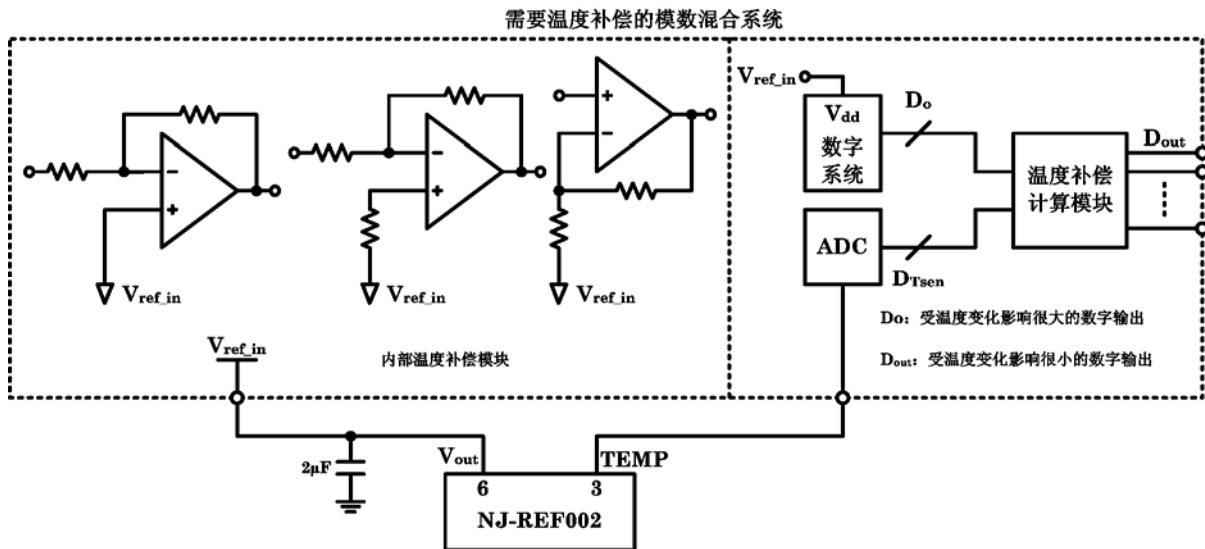 需要温度补偿的模数混合系统
−
+
Vref_in
−
+
Vref_in
+
−
Vref_in
Vref_in
内部温度补偿模块
Vref_in
Vdd
数字
系统
Do
ADC
DTsen
温度补偿
计算模块
Dout
Do：受温度变化影响很大的数字输出
Dout：受温度变化影响很小的数字输出
2μF
Vout
TEMP
6
3
NJ-REF002